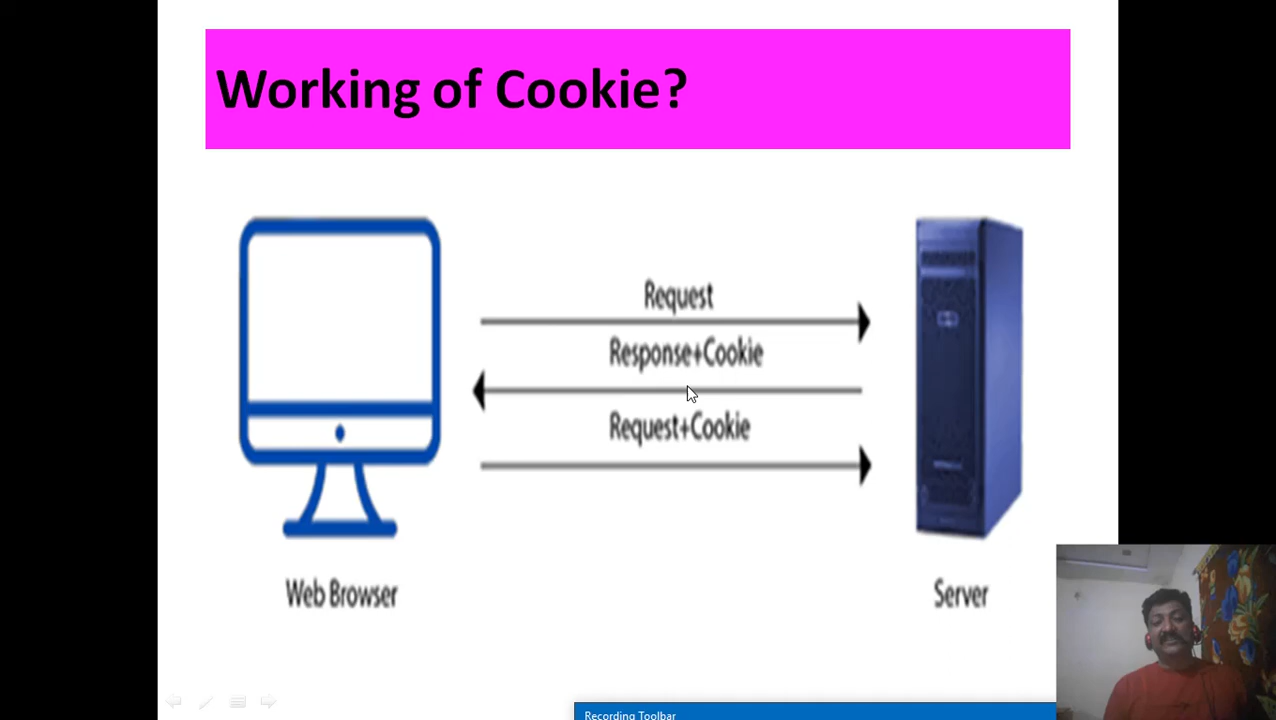 Working of Cookie?
Request
Response+Cookie
Request+Cookie
Web Browser
Server
Recording Toolbar